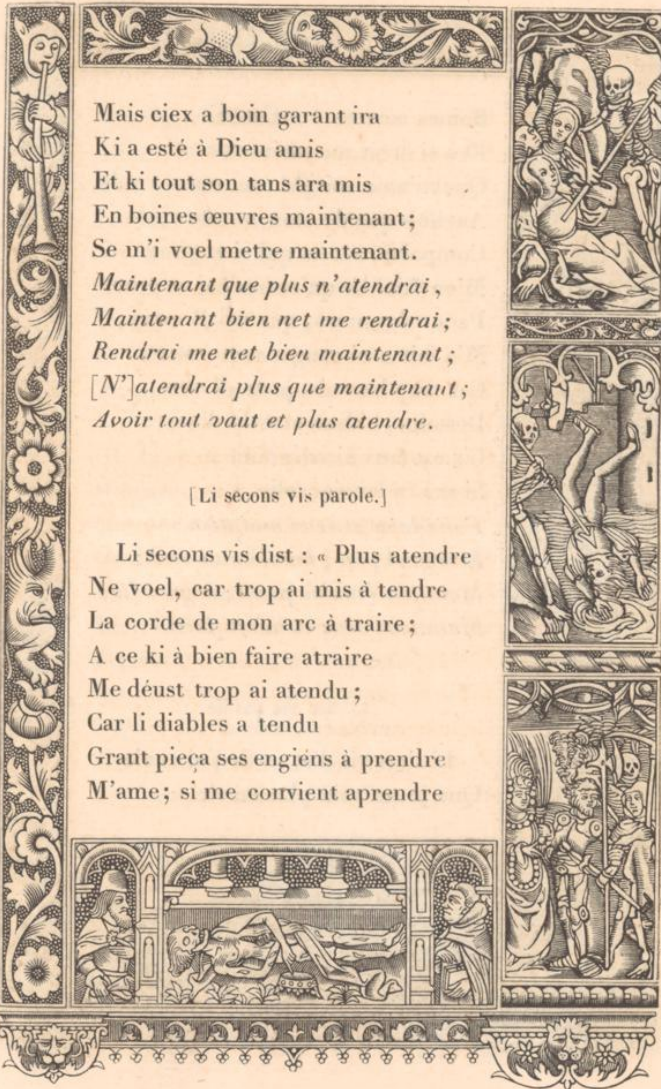 Mais ciex a boin garant ira
Ki a esté à Dieu amis
Et ki tout son tans ara mis
En boines œuvres maintenant ;
Se m'i voel metre maintenant.
Maintenant que plus n'atendrai,
Maintenant bien net me rendrai ;
Rendrai me net bien maintenant ;
[N']atendrai plus que maintenant ;
Avoir tout vaut et plus atendre.
[Li secons vis parole.]
Li secons vis dist : « Plus atendre
Ne voel, car trop ai mis à tendre
La corde de mon arc à traire ;
A ce ki à bien faire atraire
Me déust trop ai atendu ;
Car li diables a tendu
Grant pieça ses engiéns à prendre
M'ame ; si me convient aprendre